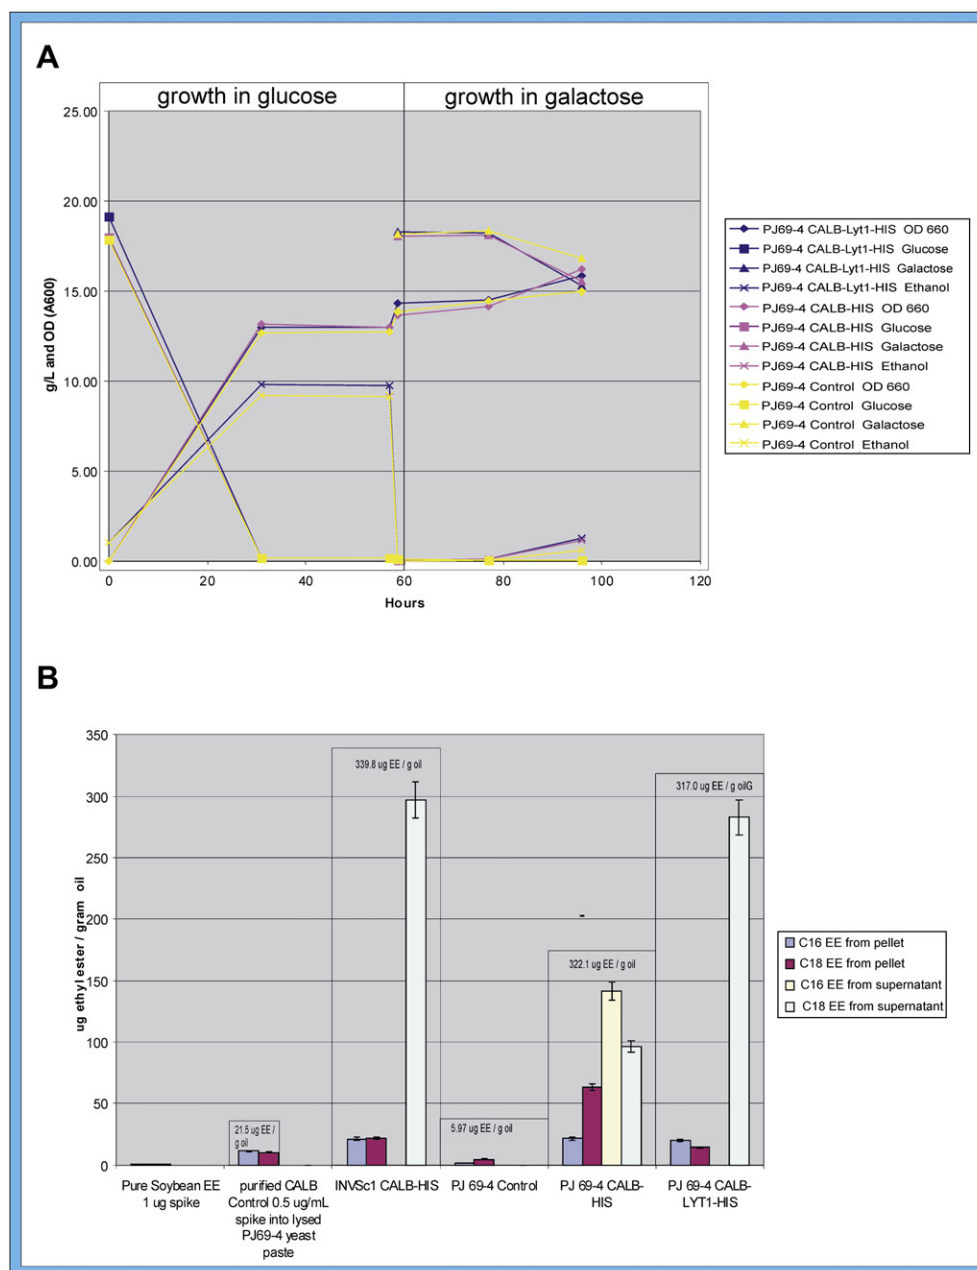 A
growth in glucose
growth in galactose
25.00
20.00
15.00
10.00
5.00
0.00
g/L and OD (A600)
0
20
40
60
80
100
120
Hours
PJ69-4 CALB-Lyt1-HIS OD 660
PJ69-4 CALB-Lyt1-HIS Glucose
PJ69-4 CALB-Lyt1-HIS Galactose
PJ69-4 CALB-Lyt1-HIS Ethanol
PJ69-4 CALB-HIS OD 660
PJ69-4 CALB-HIS Glucose
PJ69-4 CALB-HIS Galactose
PJ69-4 CALB-HIS Ethanol
PJ69-4 Control OD 660
PJ69-4 Control Glucose
PJ69-4 Control Galactose
PJ69-4 Control Ethanol
B
350
300
250
200
150
100
50
0
ug ethyl ester / gram oil
21.5 ug EE /
g oil
339.8 ug EE / g oil
5.97 ug EE / g oil
322.1 ug EE / g oil
317.0 ug EE / g oilG
Pure Soybean EE
1 ug spike
purified CALB
Control 0.5 ug/mL
spike into lysed
PJ69-4 yeast
paste
INVSc1 CALB-HIS
PJ 69-4 Control
PJ 69-4 CALB-
HIS
PJ 69-4 CALB-
LYT1-HIS
C16 EE from pellet
C18 EE from pellet
C16 EE from supernatant
C18 EE from supernatant